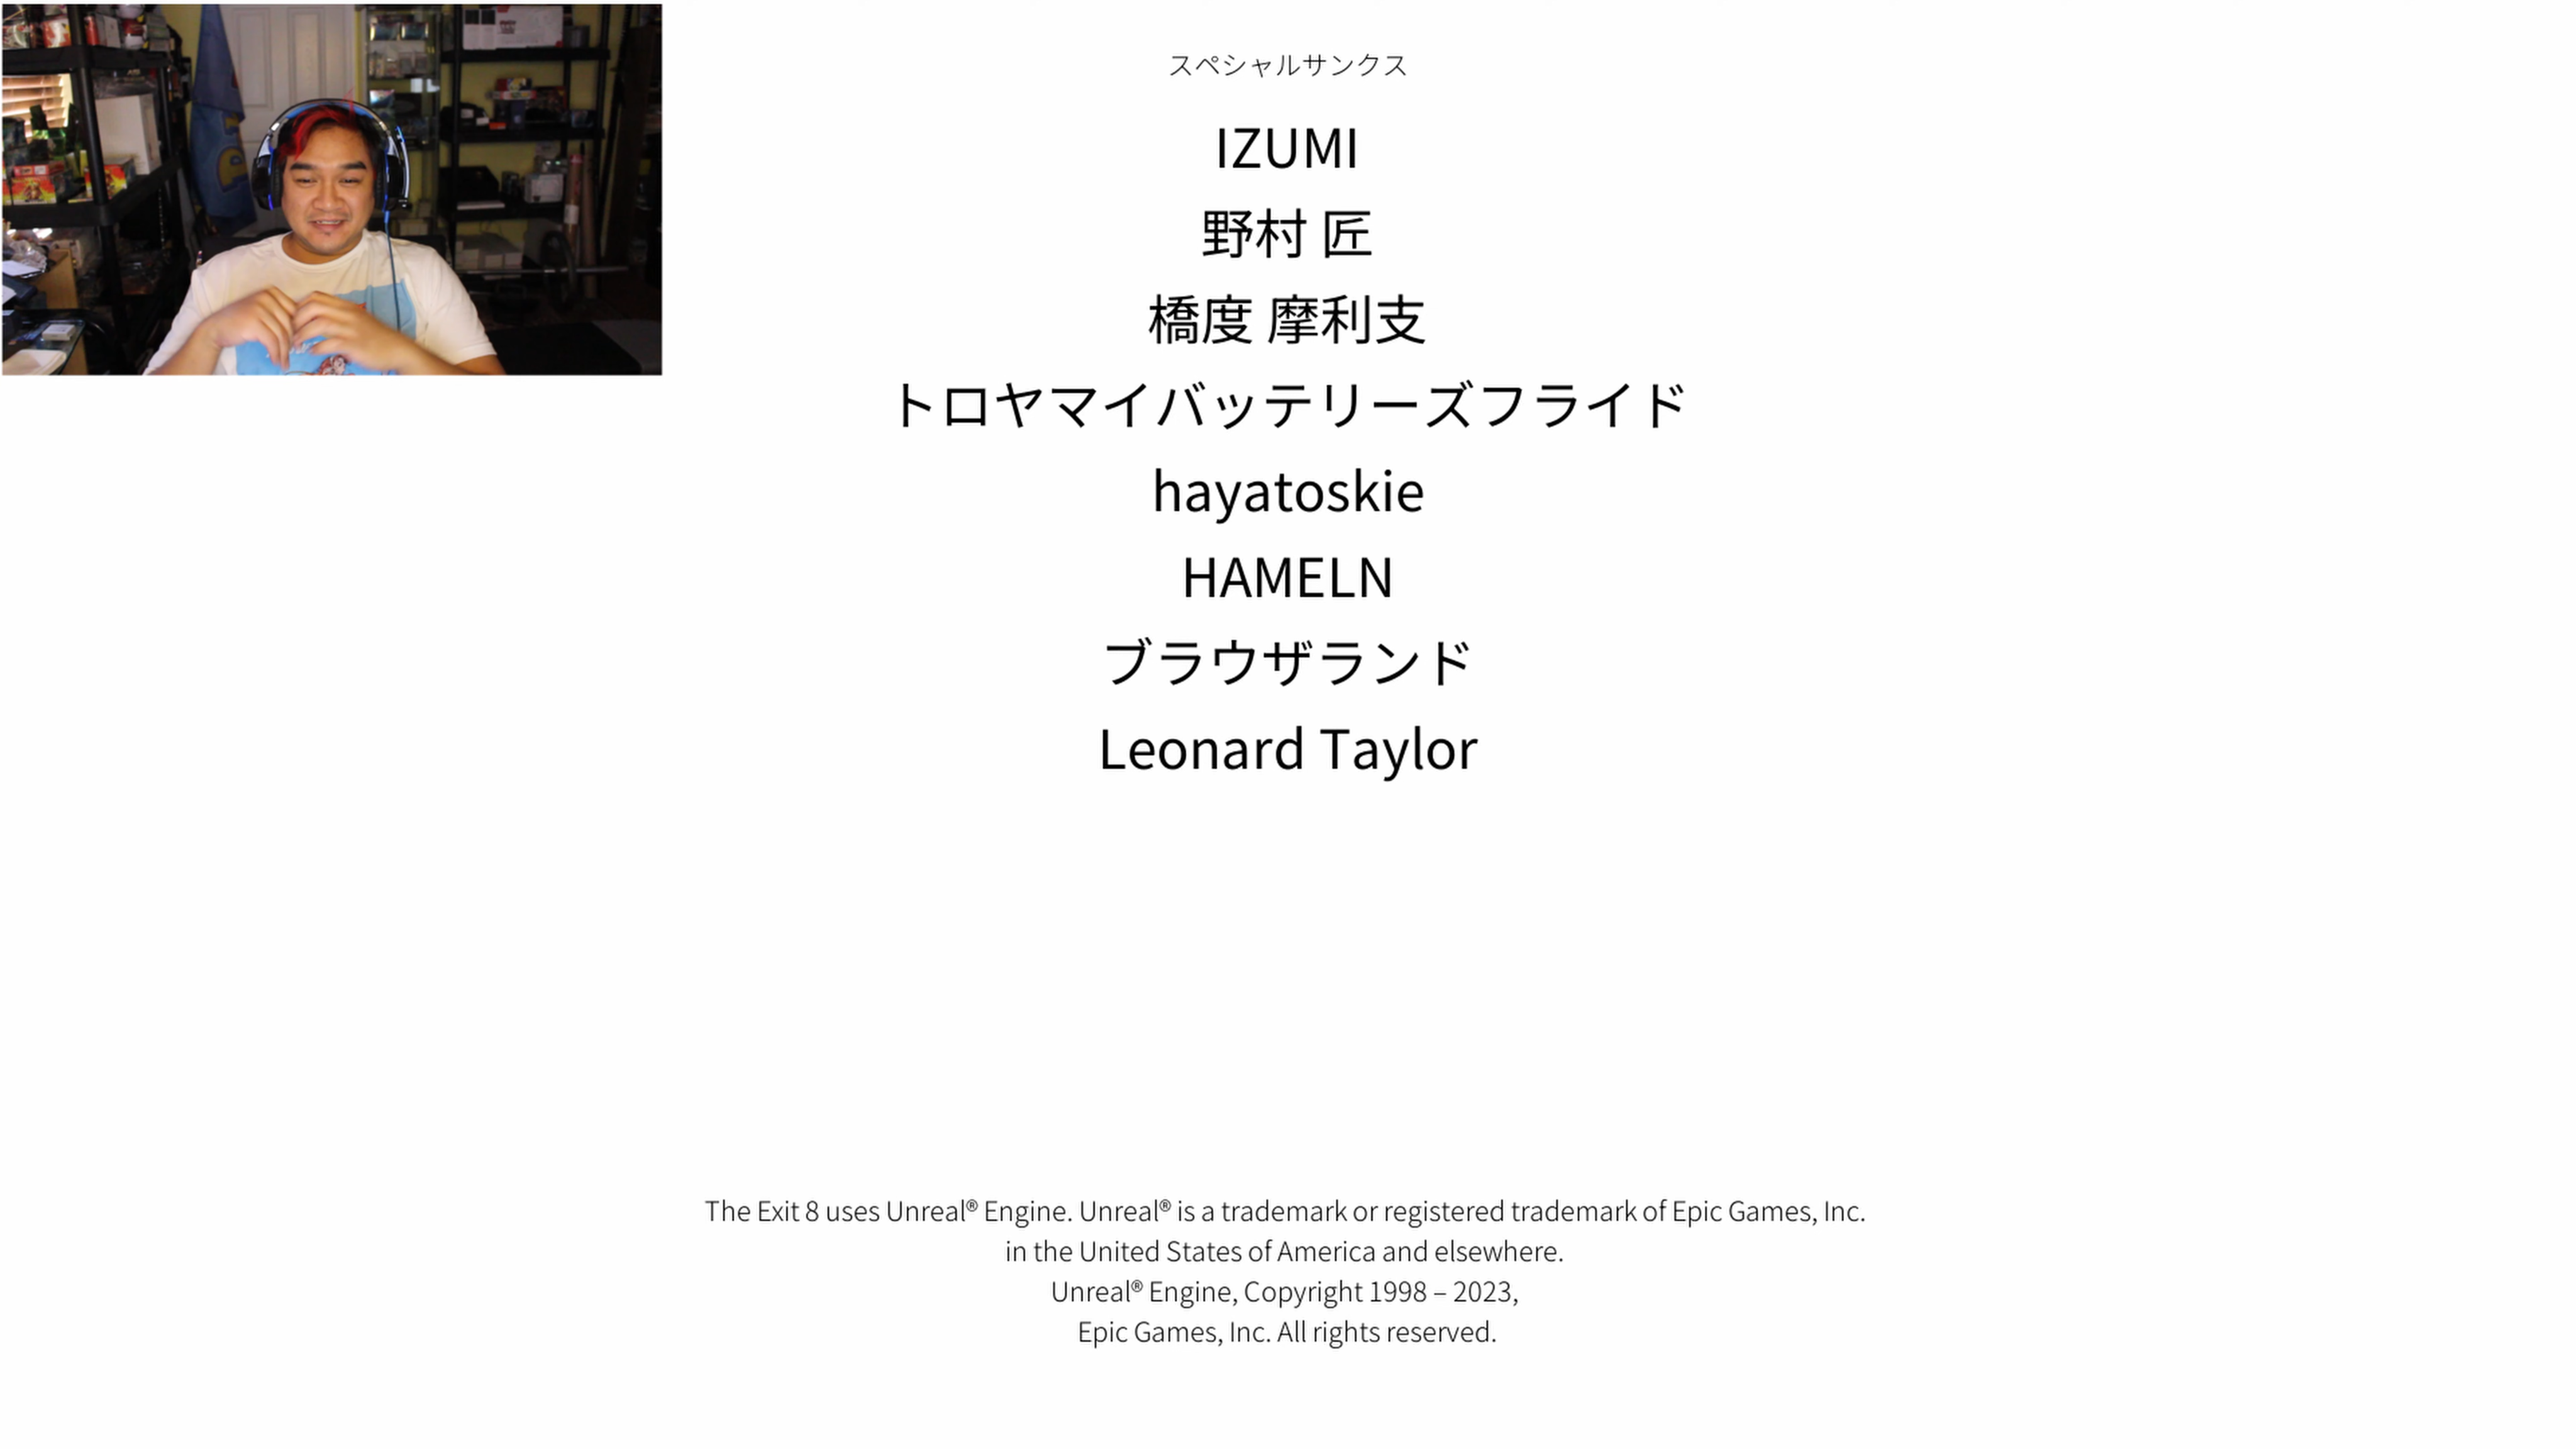 スペシャルサンクス
IZUMI
野村 匠
橋度 摩利支
トロヤマイバッテリーズフライド
hayatoskie
HAMELN
ブラウザランド
Leonard Taylor
The Exit 8 uses Unreal® Engine. Unreal® is a trademark or registered trademark of Epic Games, Inc.
in the United States of America and elsewhere.
Unreal® Engine, Copyright 1998 – 2023,
Epic Games, Inc. All rights reserved.